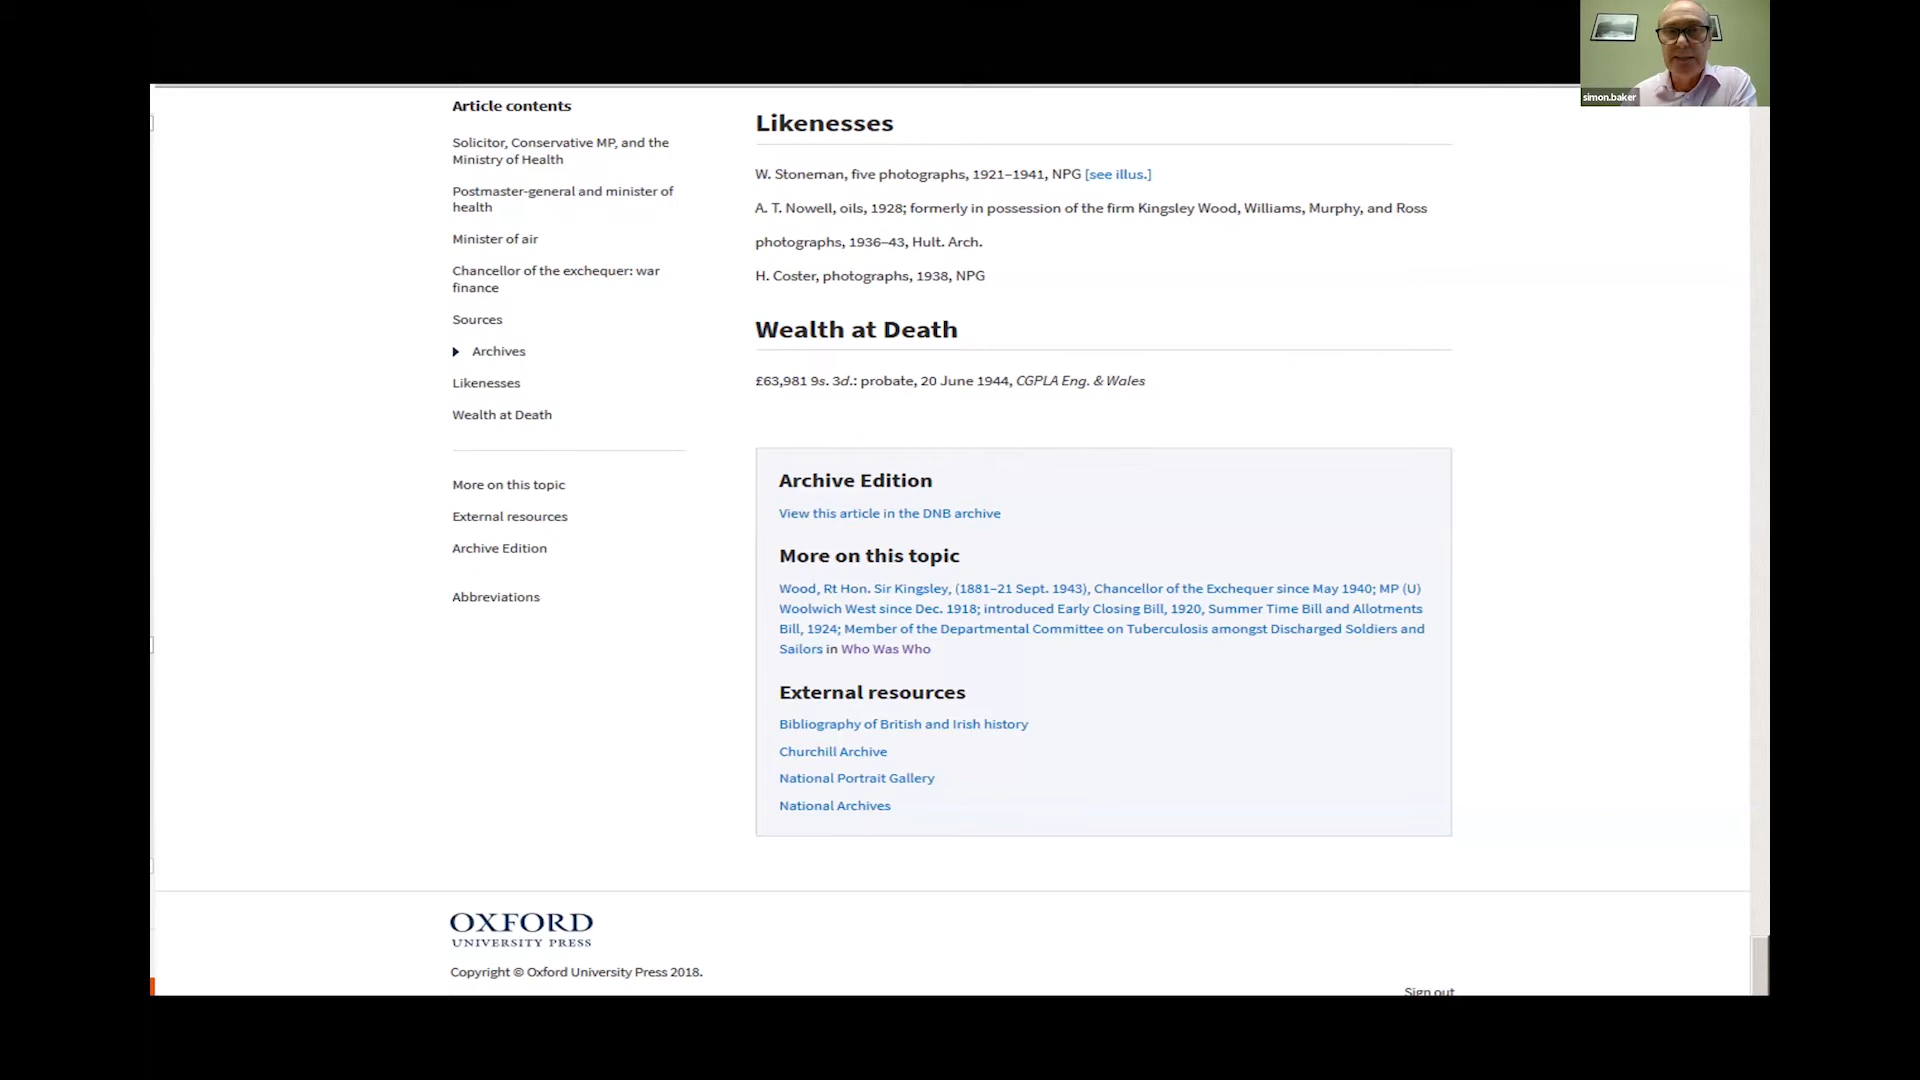 simon.baker
Article contents
Solicitor, Conservative MP, and the
Ministry of Health
Postmaster-general and minister of
health
Minister of air
Chancellor of the exchequer: war
finance
Sources
Archives
Likenesses
Wealth at Death
More on this topic
External resources
Archive Edition
Abbreviations
Likenesses
W. Stoneman, five photographs, 1921–1941, NPG [see illus.]
A. T. Nowell, oils, 1928; formerly in possession of the firm Kingsley Wood, Williams, Murphy, and Ross
photographs, 1936–43, Hult. Arch.
H. Coster, photographs, 1938, NPG
Wealth at Death
£63,981 9s. 3d.: probate, 20 June 1944, CGPLA Eng. & Wales
Archive Edition
View this article in the DNB archive
More on this topic
Wood, Rt Hon. Sir Kingsley, (1881–21 Sept. 1943), Chancellor of the Exchequer since May 1940; MP (U)
Woolwich West since Dec. 1918; introduced Early Closing Bill, 1920, Summer Time Bill and Allotments
Bill, 1924; Member of the Departmental Committee on Tuberculosis amongst Discharged Soldiers and
Sailors in Who Was Who
External resources
Bibliography of British and Irish history
Churchill Archive
National Portrait Gallery
National Archives
OXFORD
UNIVERSITY PRESS
Copyright © Oxford University Press 2018.
Sign out